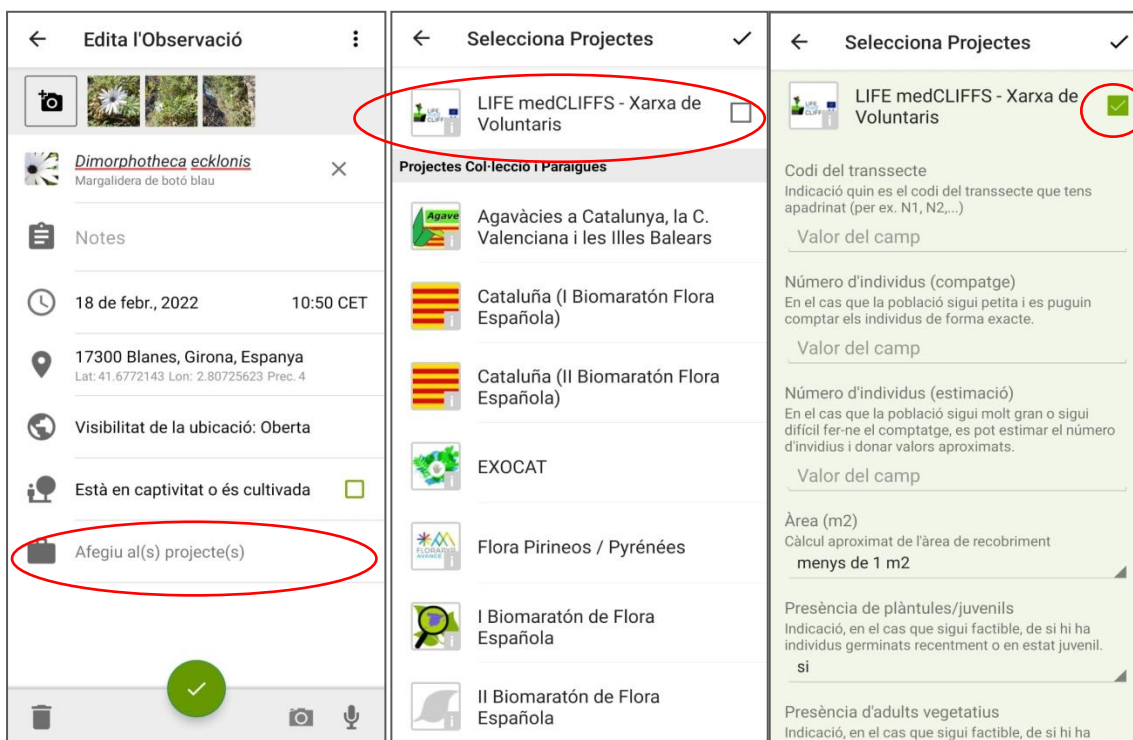 Edita l'Observació
Dimorphotheca ecklonis
Margalidera de botó blau
Notes
18 de febr., 2022 10:50 CET
17300 Blanes, Girona, Espanya
Lat: 41.6772143 Lon: 2.80725623 Prec. 4
Visibilitat de la ubicació: Oberta
Està en captivitat o és cultivada
Afegiu al(s) projecte(s)
Selecciona Projectes
LIFE medCLIFFS - Xarxa de
Voluntaris
Projectes Col·lecció i Paraigües
Agave
Agavàcies a Catalunya, la C.
Valenciana i les Illes Balears
Cataluña (I Biomaratón Flora
Española)
Cataluña (II Biomaratón Flora
Española)
EXOCAT
Flora Pirineos / Pyrénées
I Biomaratón de Flora
Española
II Biomaratón de Flora
Española
Selecciona Projectes
LIFE medCLIFFS - Xarxa de
Voluntaris
Codi del transsecte
Indicació quin es el codi del transsecte que tens
apadrinat (per ex. N1, N2,...)
Valor del camp
Número d'individus (compatge)
En el cas que la població sigui petita i es puguin
comptar els individus de forma exacte.
Valor del camp
Número d'individus (estimació)
En el cas que la població sigui molt gran o sigui
difícil fer-ne el comptatge, es pot estimar el número
d'invidius i donar valors aproximats.
Valor del camp
Àrea (m2)
Càlcul aproximat de l'àrea de recobriment
menys de 1 m2
Presència de plàntules/juvenils
Indicació, en el cas que sigui factible, de si hi ha
individus germinats recentment o en estat juvenil.
si
Presència d'adults vegetatius
Indicació, en el cas que sigui factible, de si hi ha